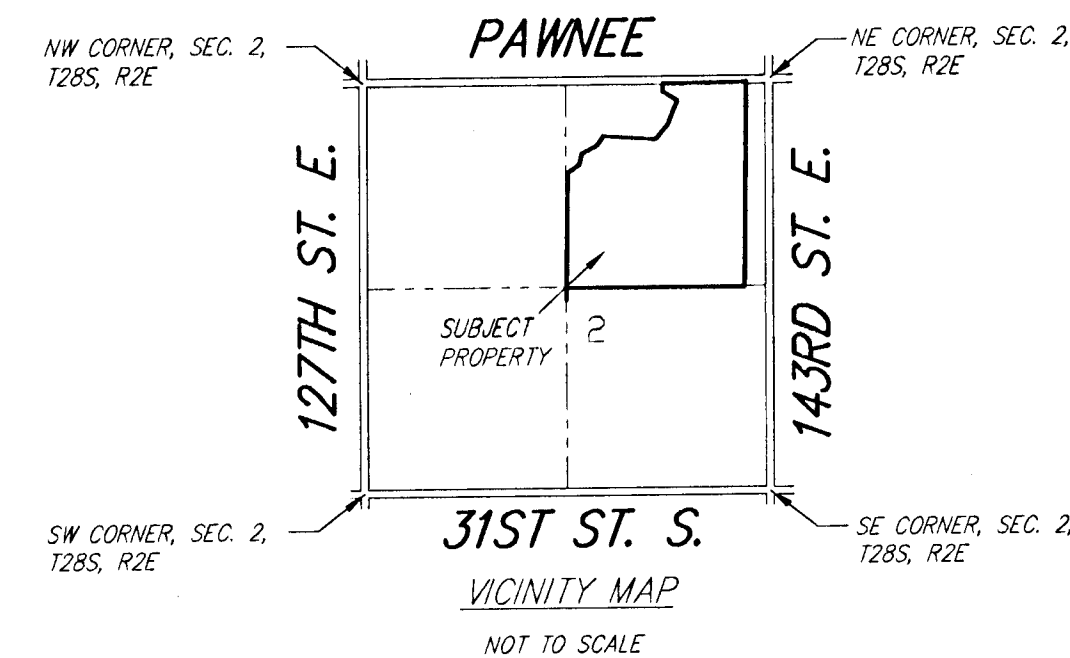 PAWNEE
NW CORNER, SEC. 2,
T28S, R2E
NE CORNER, SEC. 2,
T28S, R2E
127TH ST. E.
143RD ST. E.
SUBJECT
PROPERTY
2
SW CORNER, SEC. 2,
T28S, R2E
31ST ST. S.
SE CORNER, SEC. 2,
T28S, R2E
VICINITY MAP
NOT TO SCALE